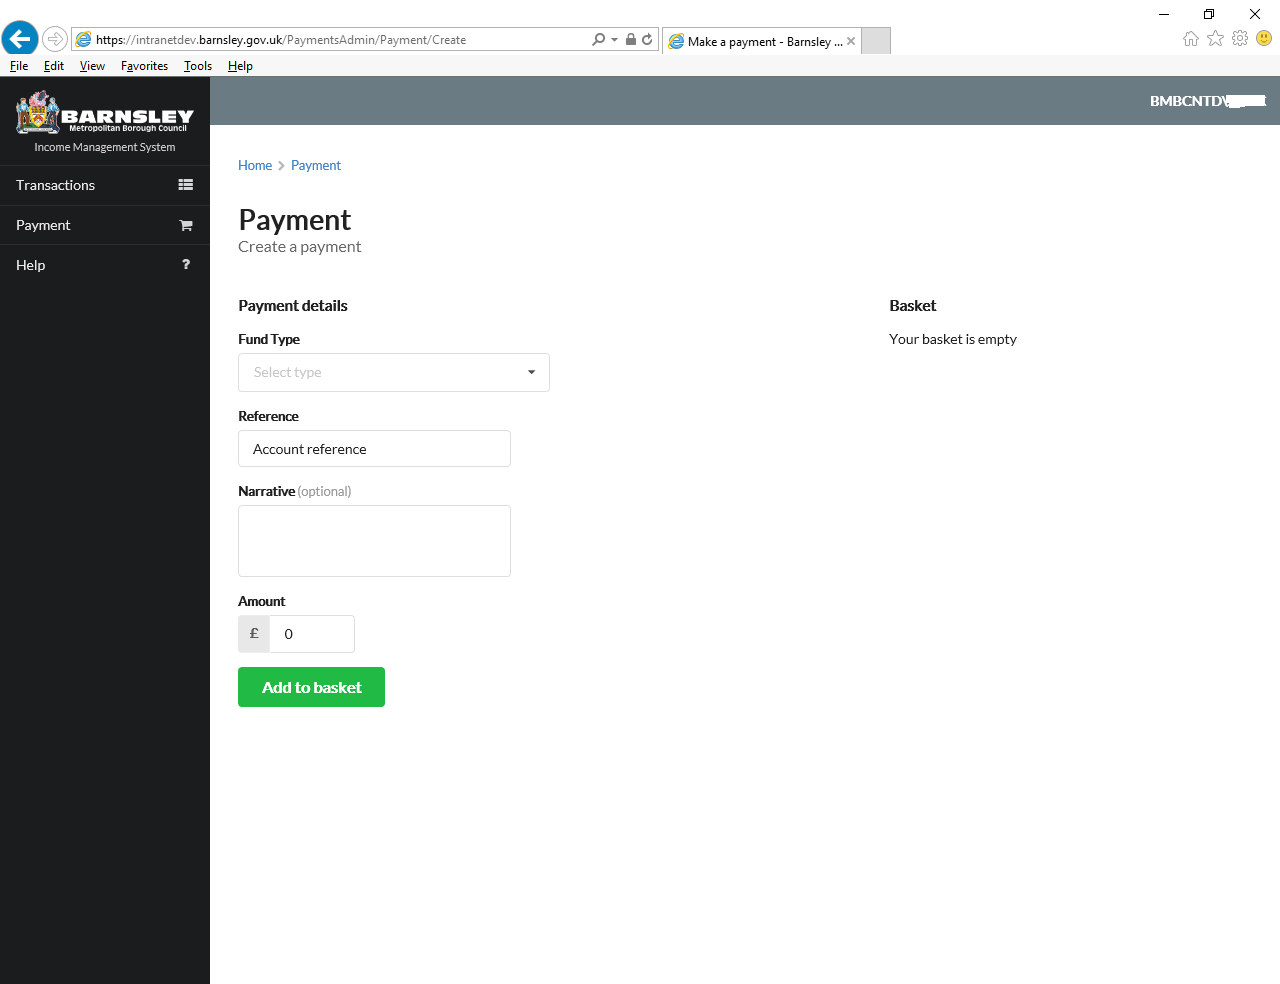 https://intranetdev.barnsley.gov.uk/PaymentsAdmin/Payment/Create
Make a payment - Barnsley ...
File Edit View Favorites Tools Help
BARNSLEY
Metropolitan Borough Council
Income Management System
BMBCNTD
Transactions
Payment
Help
?
Home Payment
Payment
Create a payment
Payment details
Fund Type
Select type
Reference
Account reference
Narrative (optional)
Amount
£ 0
Add to basket
Basket
Your basket is empty